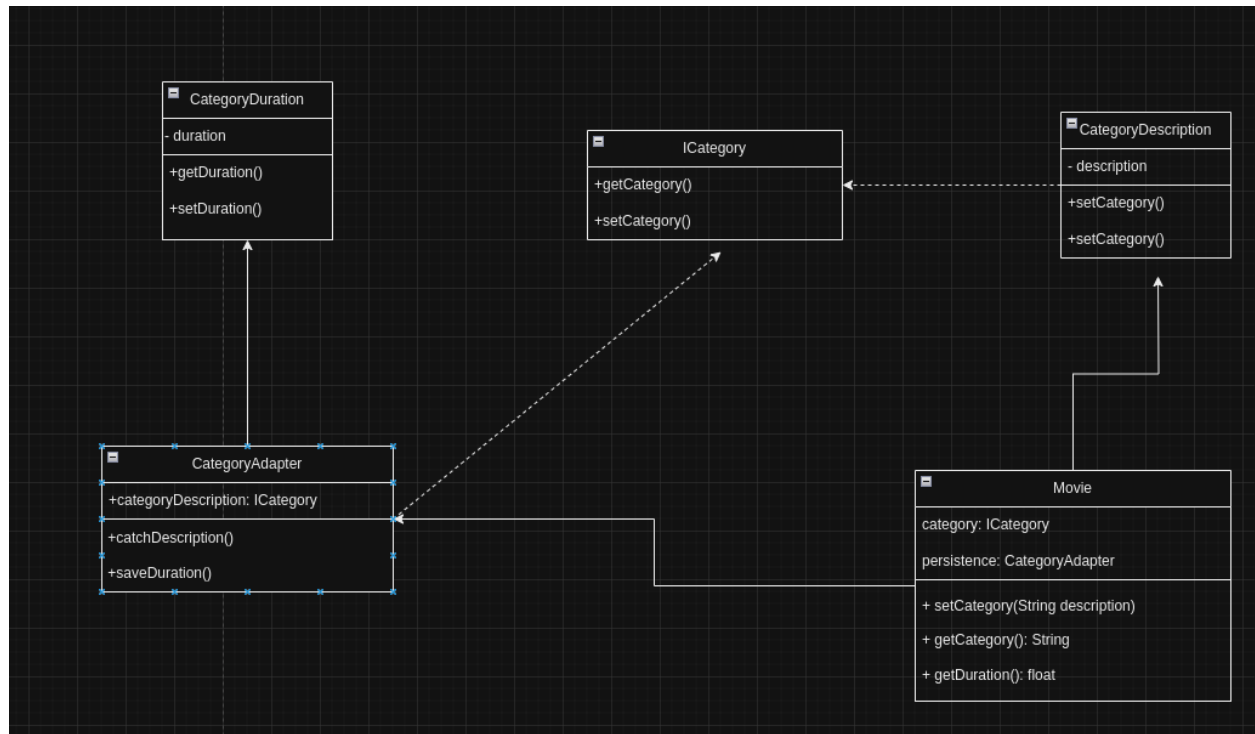 CategoryDuration
- duration
+getDuration()
+setDuration()
ICategory
+getCategory()
+setCategory()
CategoryDescription
- description
+setCategory()
+setCategory()
CategoryAdapter
+categoryDescription: ICategory
+catchDescription()
+saveDuration()
Movie
category: ICategory
persistence: CategoryAdapter
+ setCategory(String description)
+ getCategory(): String
+ getDuration(): float